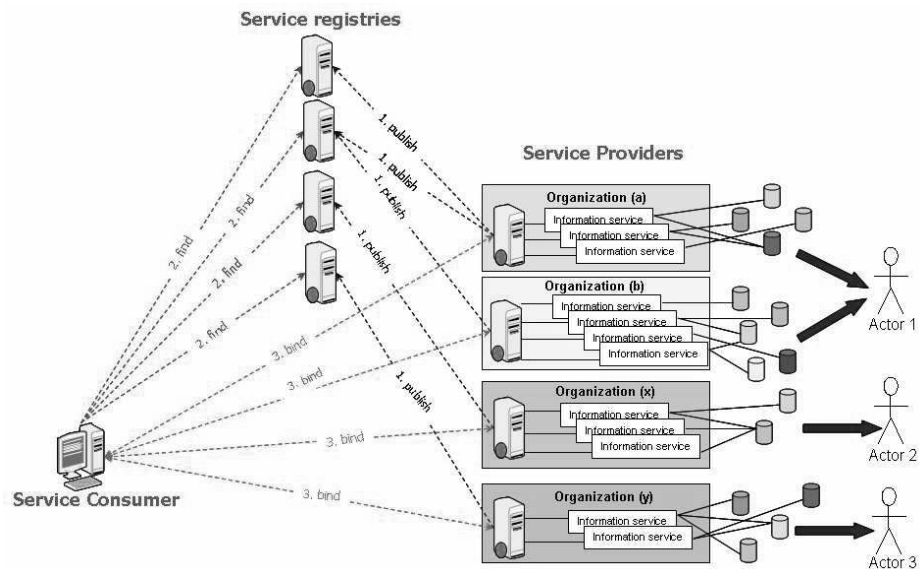 Service registries
1. publish
1. publish
1. publish
1. publish
1. publish
2. find
2. find
2. find
2. find
Service Providers
Organization (a)
Information service
Information service
Information service
Organization (b)
Information service
Information service
Information service
Information service
Actor 1
3. bind
3. bind
3. bind
3. bind
Organization (x)
Information service
Information service
Information service
Actor 2
Service Consumer
Organization (y)
Information service
Information service
Actor 3